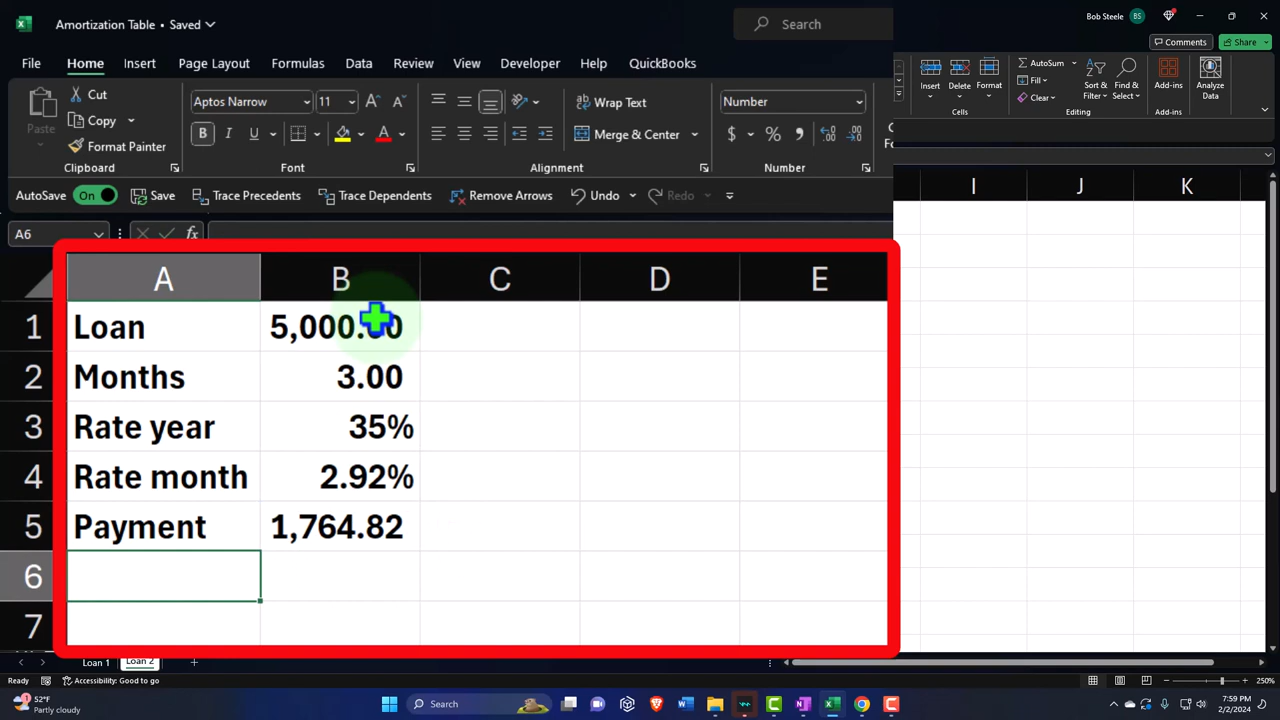 Amortization Table • Saved
Search
Bob Steele BS
File Home Insert Page Layout Formulas Data Review View Developer Help QuickBooks
Comments Share
Paste
Cut
Copy
Format Painter
Clipboard
Aptos Narrow 11
B I U A
Font
Wrap Text
Merge & Center
Alignment
Number
$ % ,
Number
Insert Delete Format
Cells
AutoSum
Fill
Clear
Sort & Filter
Find & Select
Editing
Add-ins
Add-ins
Analyze Data
AutoSave On Save Trace Precedents Trace Dependents Remove Arrows Undo Redo
A6 fx
A B C D E I J K
1 Loan 5,000.00
2 Months 3.00
3 Rate year 35%
4 Rate month 2.92%
5 Payment 1,764.82
6
7
Loan 1 Loan 2
Ready Accessibility: Good to go 250%
1 52°F
Partly cloudy
Search
7:59 PM
2/2/2024